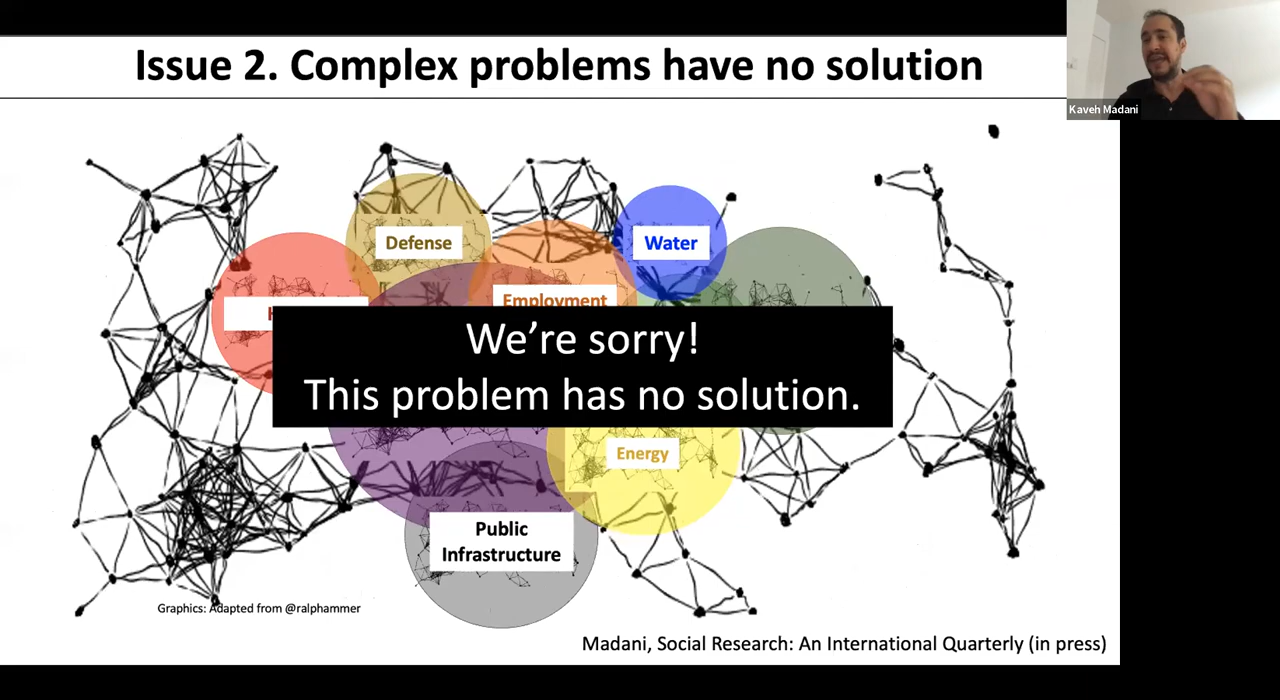 Issue 2. Complex problems have no solution
Kaveh Madani
Defense
Water
Employment
We're sorry!
This problem has no solution.
Energy
Public
Infrastructure
Graphics: Adapted from @ralphammer
Madani, Social Research: An International Quarterly (in press)